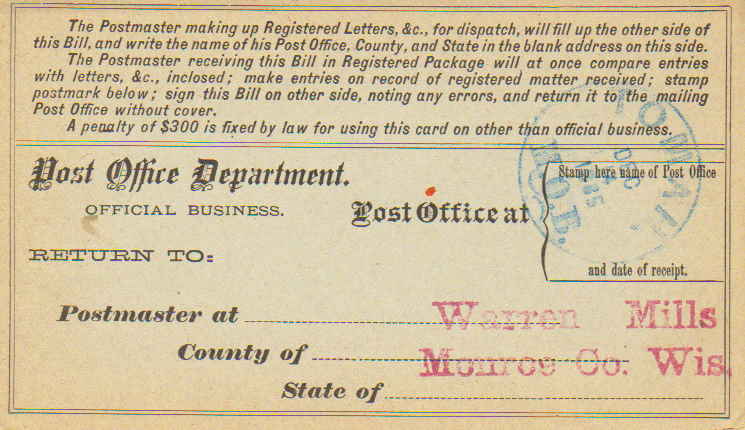 The Postmaster making up Registered Letters, &c., for dispatch, will fill up the other side of
this Bill, and write the name of his Post Office, County, and State in the blank address on this side.
The Postmaster receiving this Bill in Registered Package will at once compare entries
with letters, &c., inclosed; make entries on record of registered matter received; stamp
postmark below; sign this Bill on other side, noting any errors, and return it to the mailing
Post Office without cover.
A penalty of $300 is fixed by law for using this card on other than official business.
TOMAH
DEC
1885
M.O.B.
Post Office Department.
OFFICIAL BUSINESS.
Post Office at
Stamp here name of Post Office
and date of receipt.
RETURN TO:
Postmaster at Warren Mills
County of Monroe Co. Wis.
State of